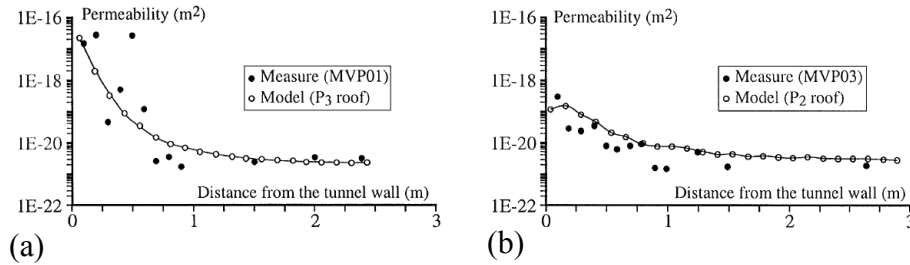 Permeability (m²)
1E-16
1E-18
1E-20
1E-22
Measure (MVP01)
Model (P₃ roof)
Distance from the tunnel wall (m)
0
1
2
3
(a)
Permeability (m²)
1E-16
1E-18
1E-20
1E-22
Measure (MVP03)
Model (P₂ roof)
Distance from the tunnel wall (m)
0
1
2
3
(b)